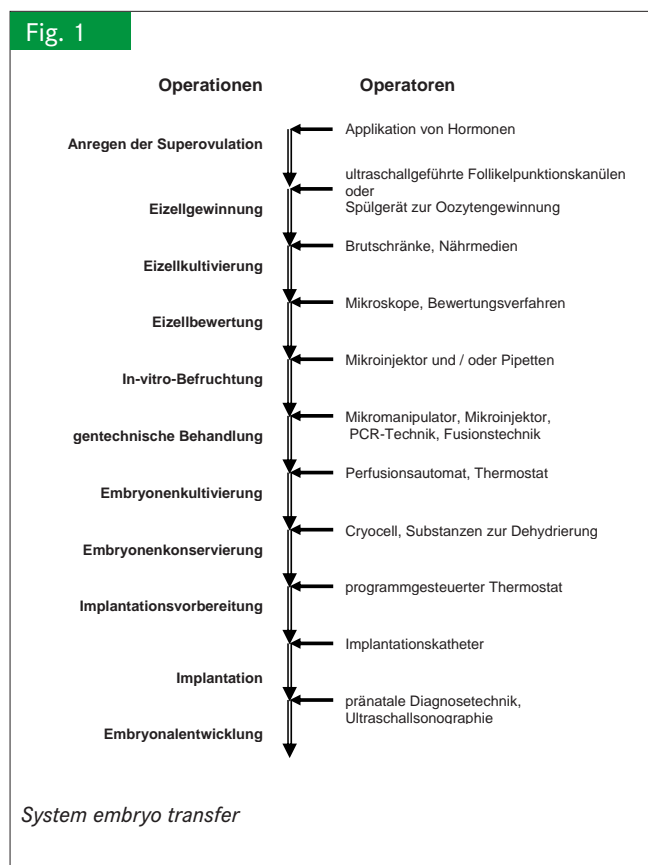 Fig. 1
Operationen Operatoren
Applikation von Hormonen
Anregen der Superovulation
ultraschallgeführte Follikelpunktionskanülen
oder
Spülgerät zur Oozytengewinnung
Eizellgewinnung
Brutschränke, Nährmedien
Eizellkultivierung
Mikroskope, Bewertungsverfahren
Eizellbewertung
Mikroinjektor und / oder Pipetten
In-vitro-Befruchtung
Mikromanipulator, Mikroinjektor,
PCR-Technik, Fusionstechnik
gentechnische Behandlung
Perfusionsautomat, Thermostat
Embryonenkultivierung
Cryocell, Substanzen zur Dehydrierung
Embryonenkonservierung
programmgesteuerter Thermostat
Implantationsvorbereitung
Implantationskatheter
Implantation
pränatale Diagnosetechnik,
Ultraschallsonographie
Embryonalentwicklung
System embryo transfer